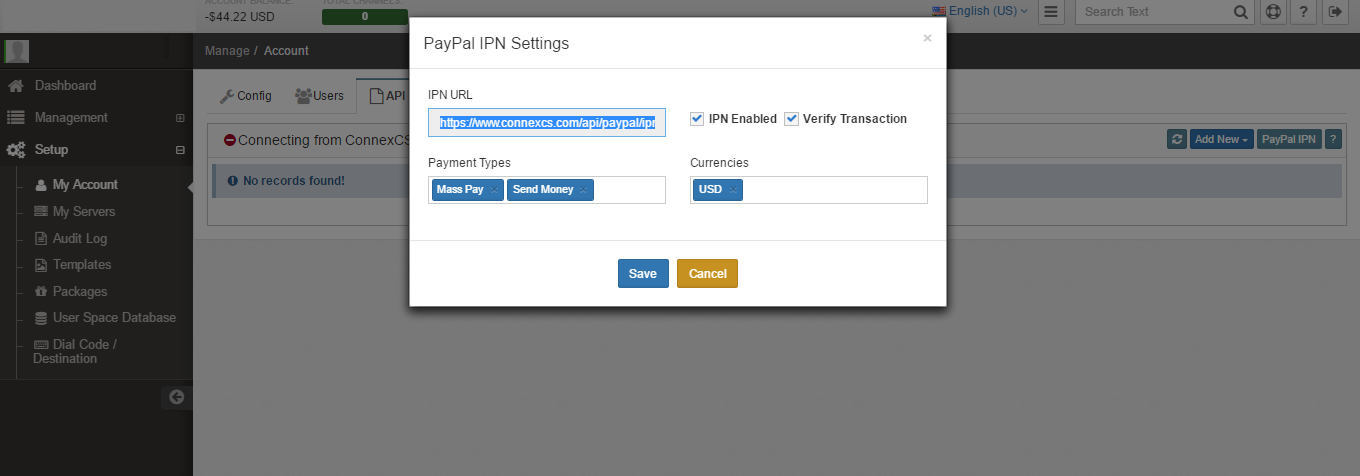 ACCOUNT BALANCE:
-$44.22 USD
TOTAL CHANNELS:
0
English (US)
Search Text
?
Manage / Account
Dashboard
Management
Setup
My Account
My Servers
Audit Log
Templates
Packages
User Space Database
Dial Code /
Destination
Config
Users
API
Connecting from ConnexCS
Add New
PayPal IPN
?
No records found!
PayPal IPN Settings
×
IPN URL
https://www.connexcs.com/api/paypal/ipn
IPN Enabled
Verify Transaction
Payment Types
Mass Pay ×
Send Money ×
Currencies
USD ×
Save
Cancel